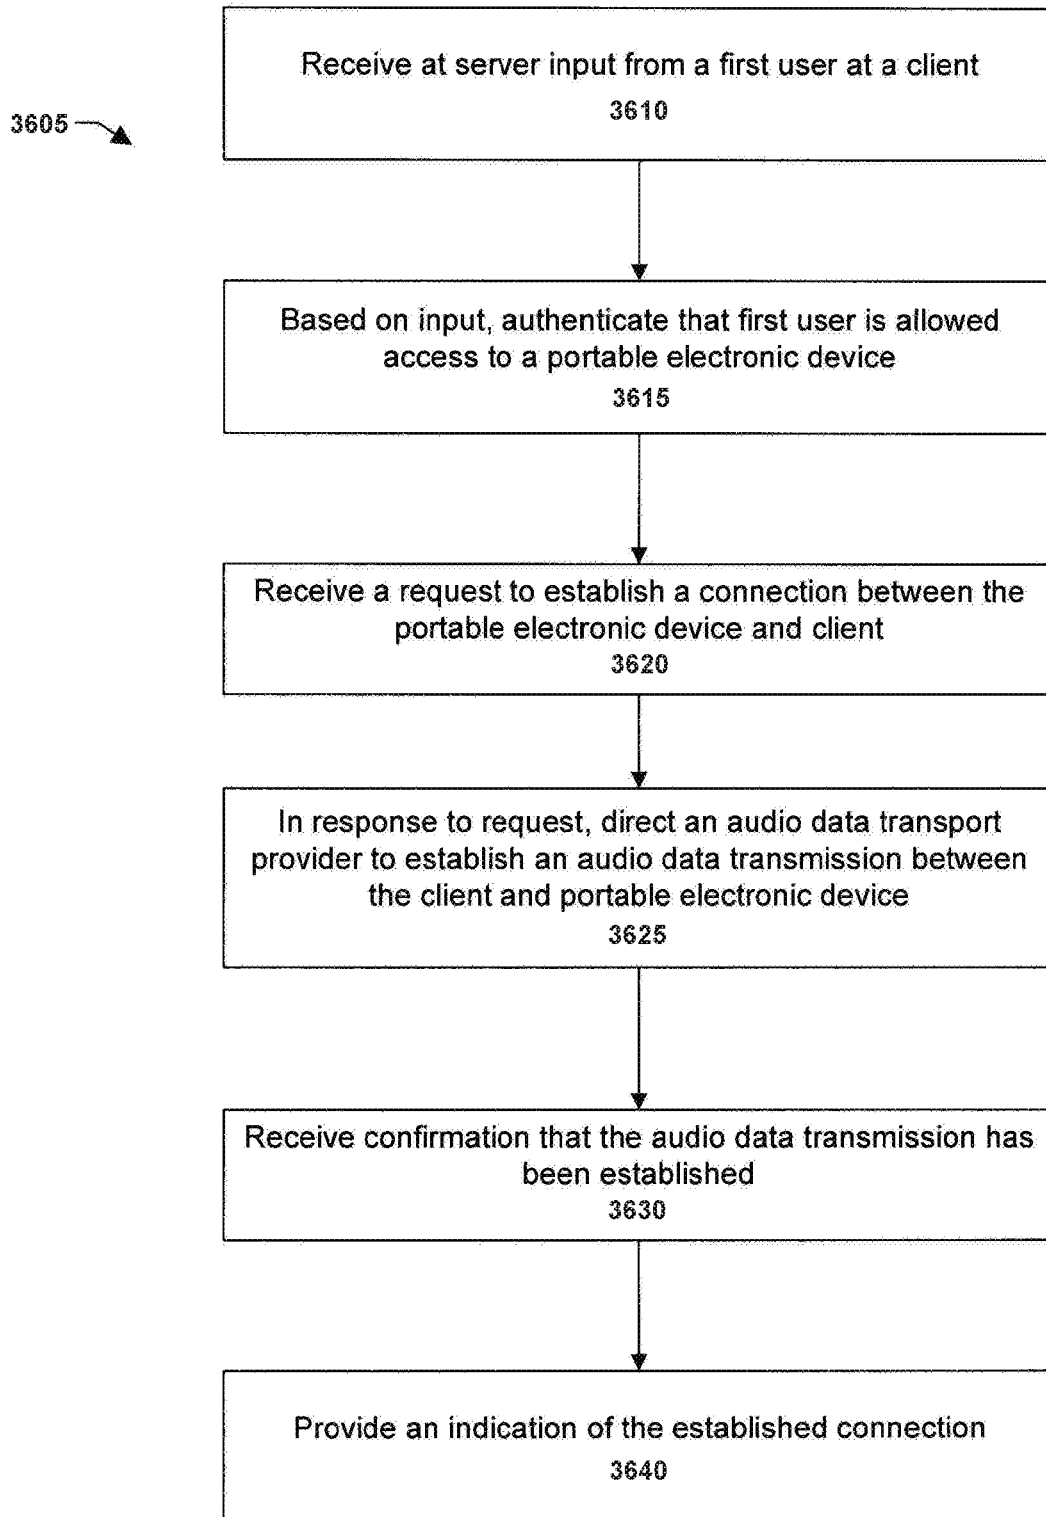 Receive at server input from a first user at a client
3610
3605
Based on input, authenticate that first user is allowed
access to a portable electronic device
3615
Receive a request to establish a connection between the
portable electronic device and client
3620
In response to request, direct an audio data transport
provider to establish an audio data transmission between
the client and portable electronic device
3625
Receive confirmation that the audio data transmission has
been established
3630
Provide an indication of the established connection
3640